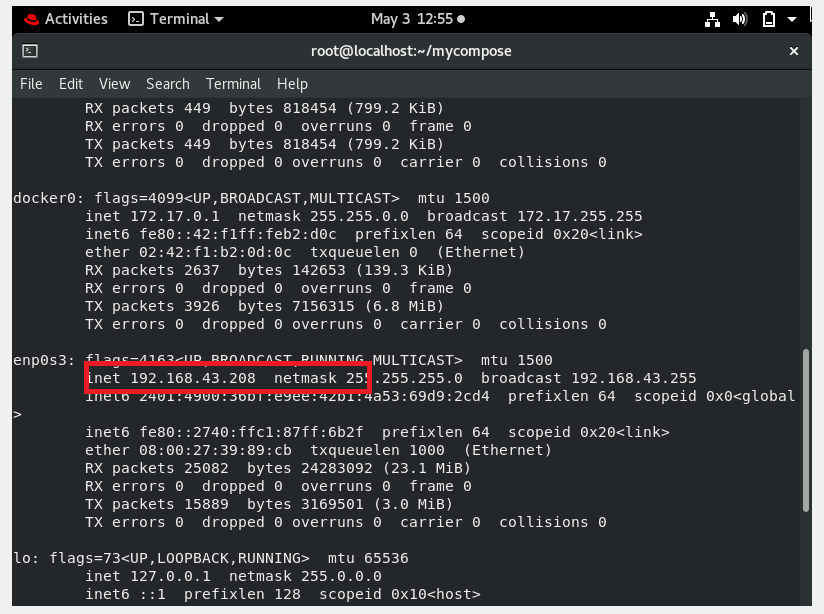 Activities Terminal May 3 12:55
root@localhost:~/mycompose
File Edit View Search Terminal Help
RX packets 449  bytes 818454 (799.2 KiB)
RX errors 0  dropped 0  overruns 0  frame 0
TX packets 449  bytes 818454 (799.2 KiB)
TX errors 0  dropped 0 overruns 0  carrier 0  collisions 0
docker0: flags=4099<UP,BROADCAST,MULTICAST>  mtu 1500
inet 172.17.0.1  netmask 255.255.0.0  broadcast 172.17.255.255
inet6 fe80::42:f1ff:feb2:d0c  prefixlen 64  scopeid 0x20<link>
ether 02:42:f1:b2:0d:0c  txqueuelen 0  (Ethernet)
RX packets 2637  bytes 142653 (139.3 KiB)
RX errors 0  dropped 0  overruns 0  frame 0
TX packets 3926  bytes 7156315 (6.8 MiB)
TX errors 0  dropped 0 overruns 0  carrier 0  collisions 0
enp0s3: flags=4163<UP,BROADCAST,RUNNING,MULTICAST>  mtu 1500
inet 192.168.43.208  netmask 255.255.255.0  broadcast 192.168.43.255
inet6 2401:4900:36bf:e9ee:42b1:4a53:69d9:2cd4  prefixlen 64  scopeid 0x0<global
>
inet6 fe80::2740:ffc1:87ff:6b2f  prefixlen 64  scopeid 0x20<link>
ether 08:00:27:39:89:cb  txqueuelen 1000  (Ethernet)
RX packets 25082  bytes 24283092 (23.1 MiB)
RX errors 0  dropped 0  overruns 0  frame 0
TX packets 15889  bytes 3169501 (3.0 MiB)
TX errors 0  dropped 0 overruns 0  carrier 0  collisions 0
lo: flags=73<UP,LOOPBACK,RUNNING>  mtu 65536
inet 127.0.0.1  netmask 255.0.0.0
inet6 ::1  prefixlen 128  scopeid 0x10<host>